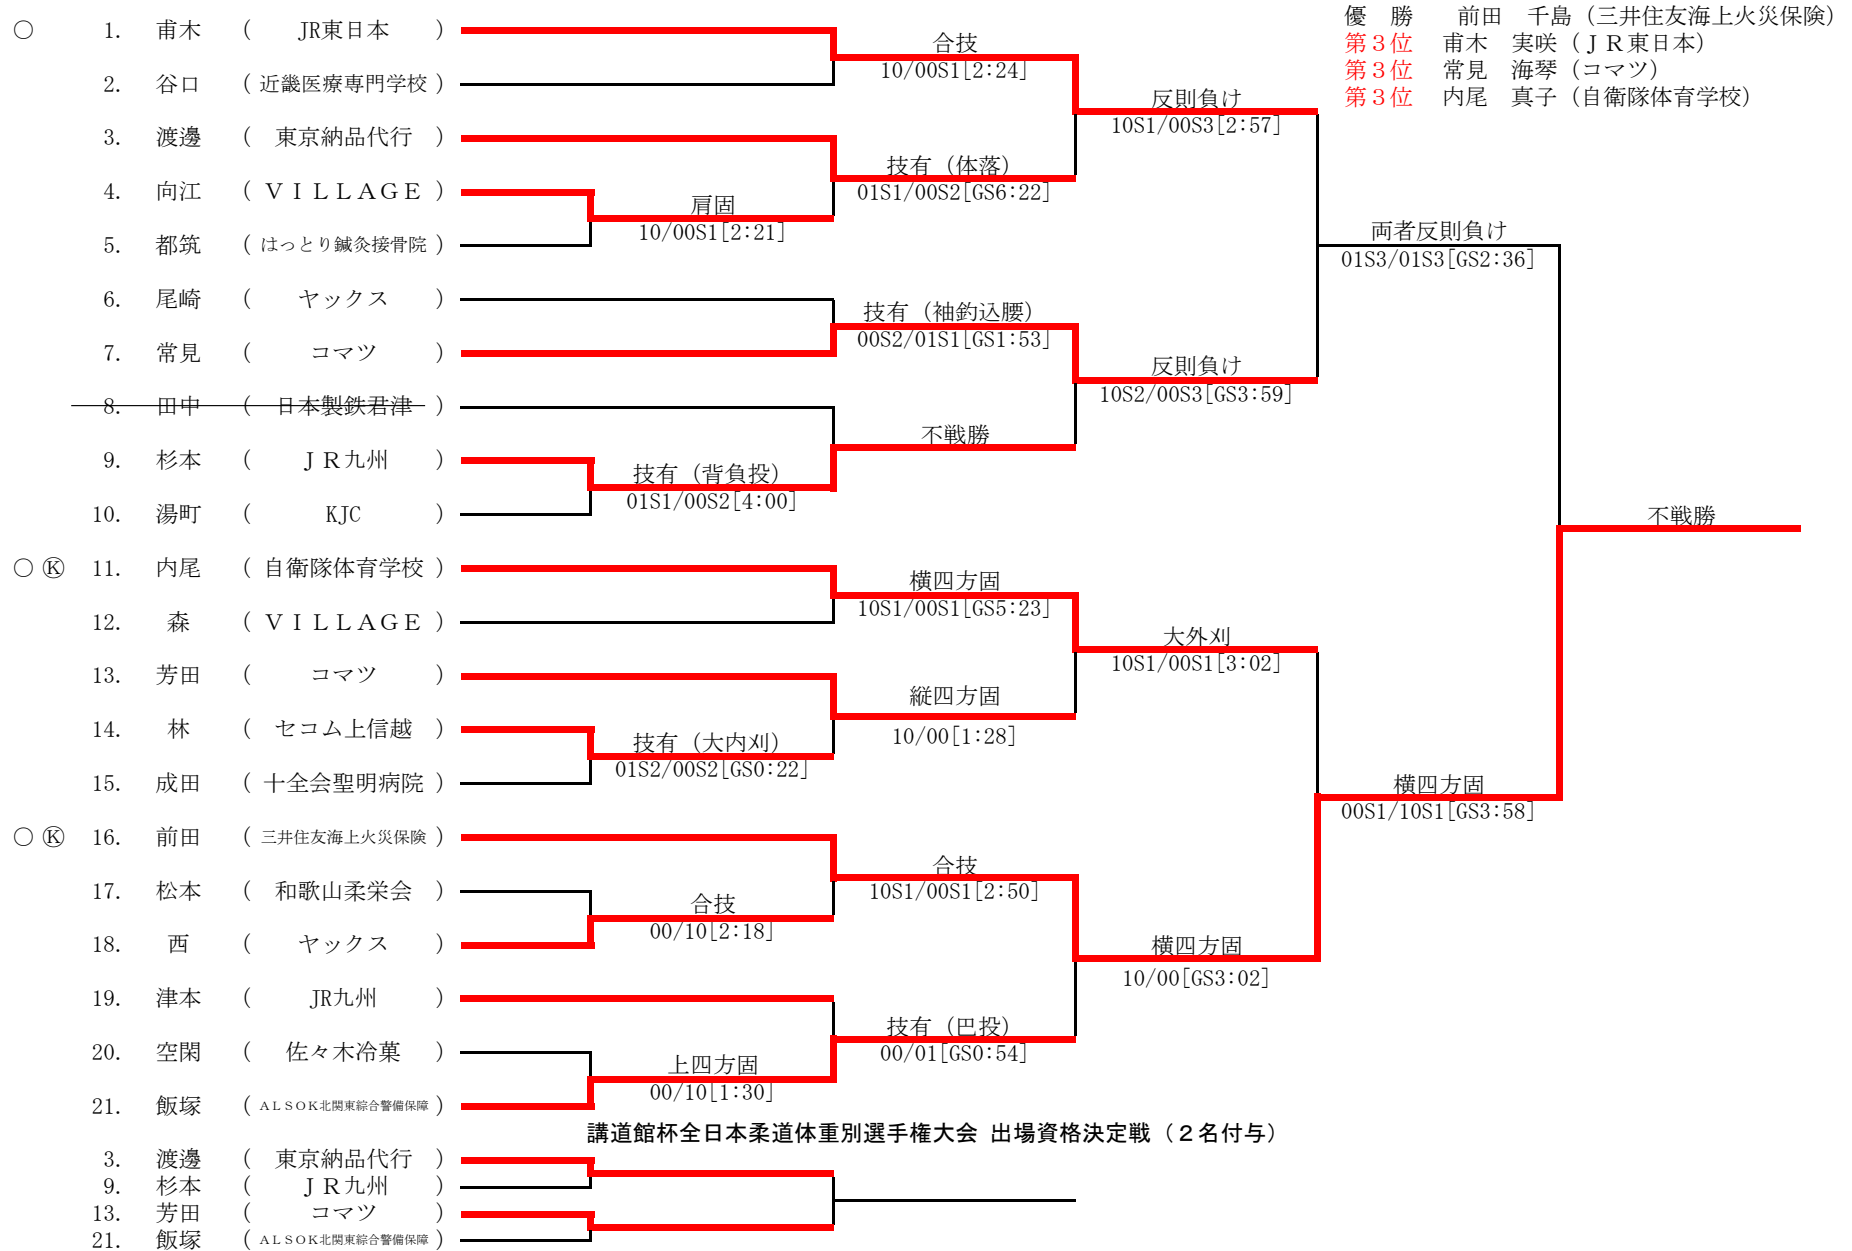 優　勝　　前田　千島（三井住友海上火災保険）
第３位　甫木　実咲（ＪＲ東日本）
第３位　常見　海琴（コマツ）
第３位　内尾　真子（自衛隊体育学校）
○ 1. 甫木 （ JR東日本 ）
2. 谷口 （ 近畿医療専門学校 ）
3. 渡邊 （ 東京納品代行 ）
4. 向江 （ ＶＩＬＬＡＧＥ ）
5. 都筑 （ はっとり鍼灸接骨院 ）
6. 尾崎 （ ヤックス ）
7. 常見 （ コマツ ）
8. 田中 （ 日本製鉄君津 ）
9. 杉本 （ ＪＲ九州 ）
10. 湯町 （ KJC ）
○ Ⓚ 11. 内尾 （ 自衛隊体育学校 ）
12. 森 （ ＶＩＬＬＡＧＥ ）
13. 芳田 （ コマツ ）
14. 林 （ セコム上信越 ）
15. 成田 （ 十全会聖明病院 ）
○ Ⓚ 16. 前田 （ 三井住友海上火災保険 ）
17. 松本 （ 和歌山柔栄会 ）
18. 西 （ ヤックス ）
19. 津本 （ JR九州 ）
20. 空閑 （ 佐々木冷菓 ）
21. 飯塚 （ ＡＬＳＯＫ北関東綜合警備保障 ）
肩固
10/00S1[2:21]
技有（背負投）
01S1/00S2[4:00]
技有（大内刈）
01S2/00S2[GS0:22]
合技
00/10[2:18]
上四方固
00/10[1:30]
合技
10/00S1[2:24]
技有（体落）
01S1/00S2[GS6:22]
技有（袖釣込腰）
00S2/01S1[GS1:53]
不戦勝
横四方固
10S1/00S1[GS5:23]
縦四方固
10/00[1:28]
合技
10S1/00S1[2:50]
技有（巴投）
00/01[GS0:54]
反則負け
10S1/00S3[2:57]
反則負け
10S2/00S3[GS3:59]
大外刈
10S1/00S1[3:02]
横四方固
10/00[GS3:02]
両者反則負け
01S3/01S3[GS2:36]
横四方固
00S1/10S1[GS3:58]
不戦勝
講道館杯全日本柔道体重別選手権大会 出場資格決定戦（２名付与）
3. 渡邊 （ 東京納品代行 ）
9. 杉本 （ ＪＲ九州 ）
13. 芳田 （ コマツ ）
21. 飯塚 （ ＡＬＳＯＫ北関東綜合警備保障 ）